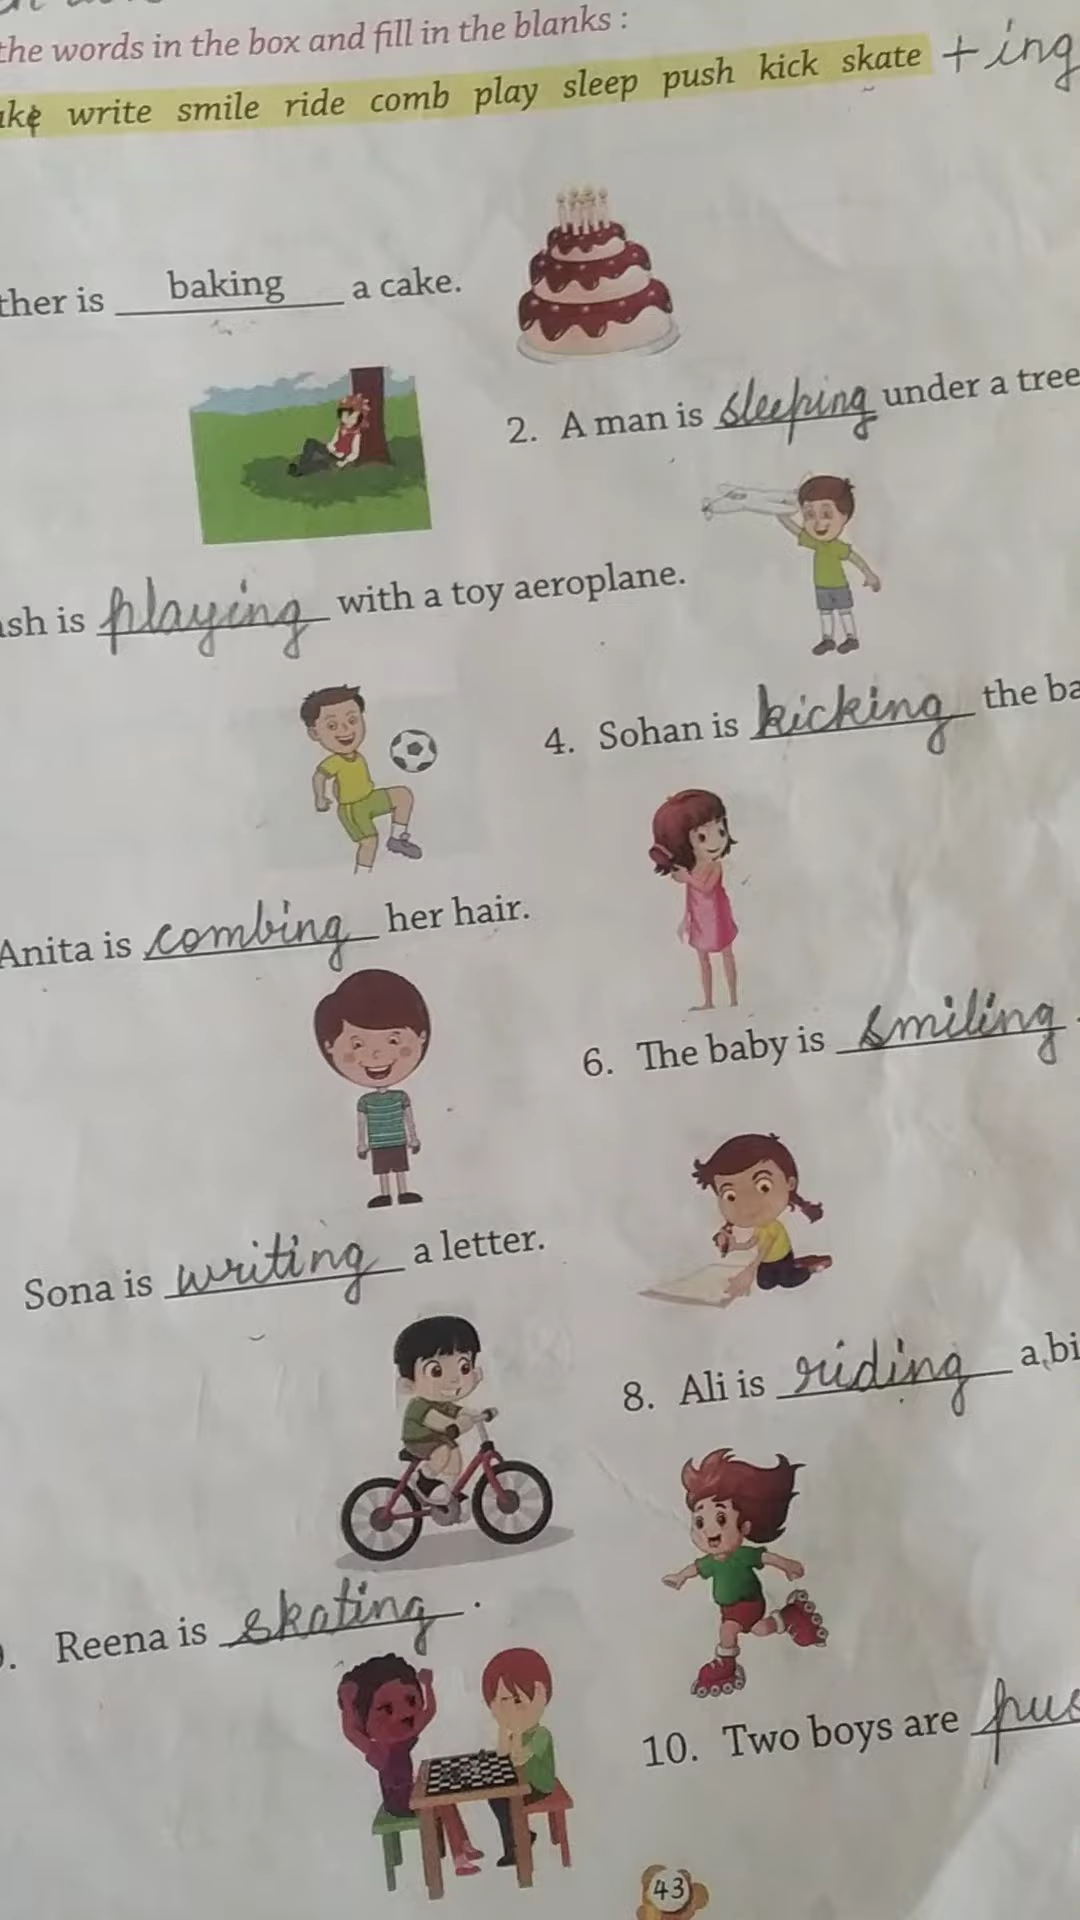 the words in the box and fill in the blanks :
write smile ride comb play sleep push kick skate +ing
is baking a cake.
2. A man is sleeping under a tree
is playing with a toy aeroplane.
4. Sohan is kicking the
Anita is combing her hair.
6. The baby is smiling
Sona is writing a letter.
8. Ali is riding a
Reena is skating.
10. Two boys are
43